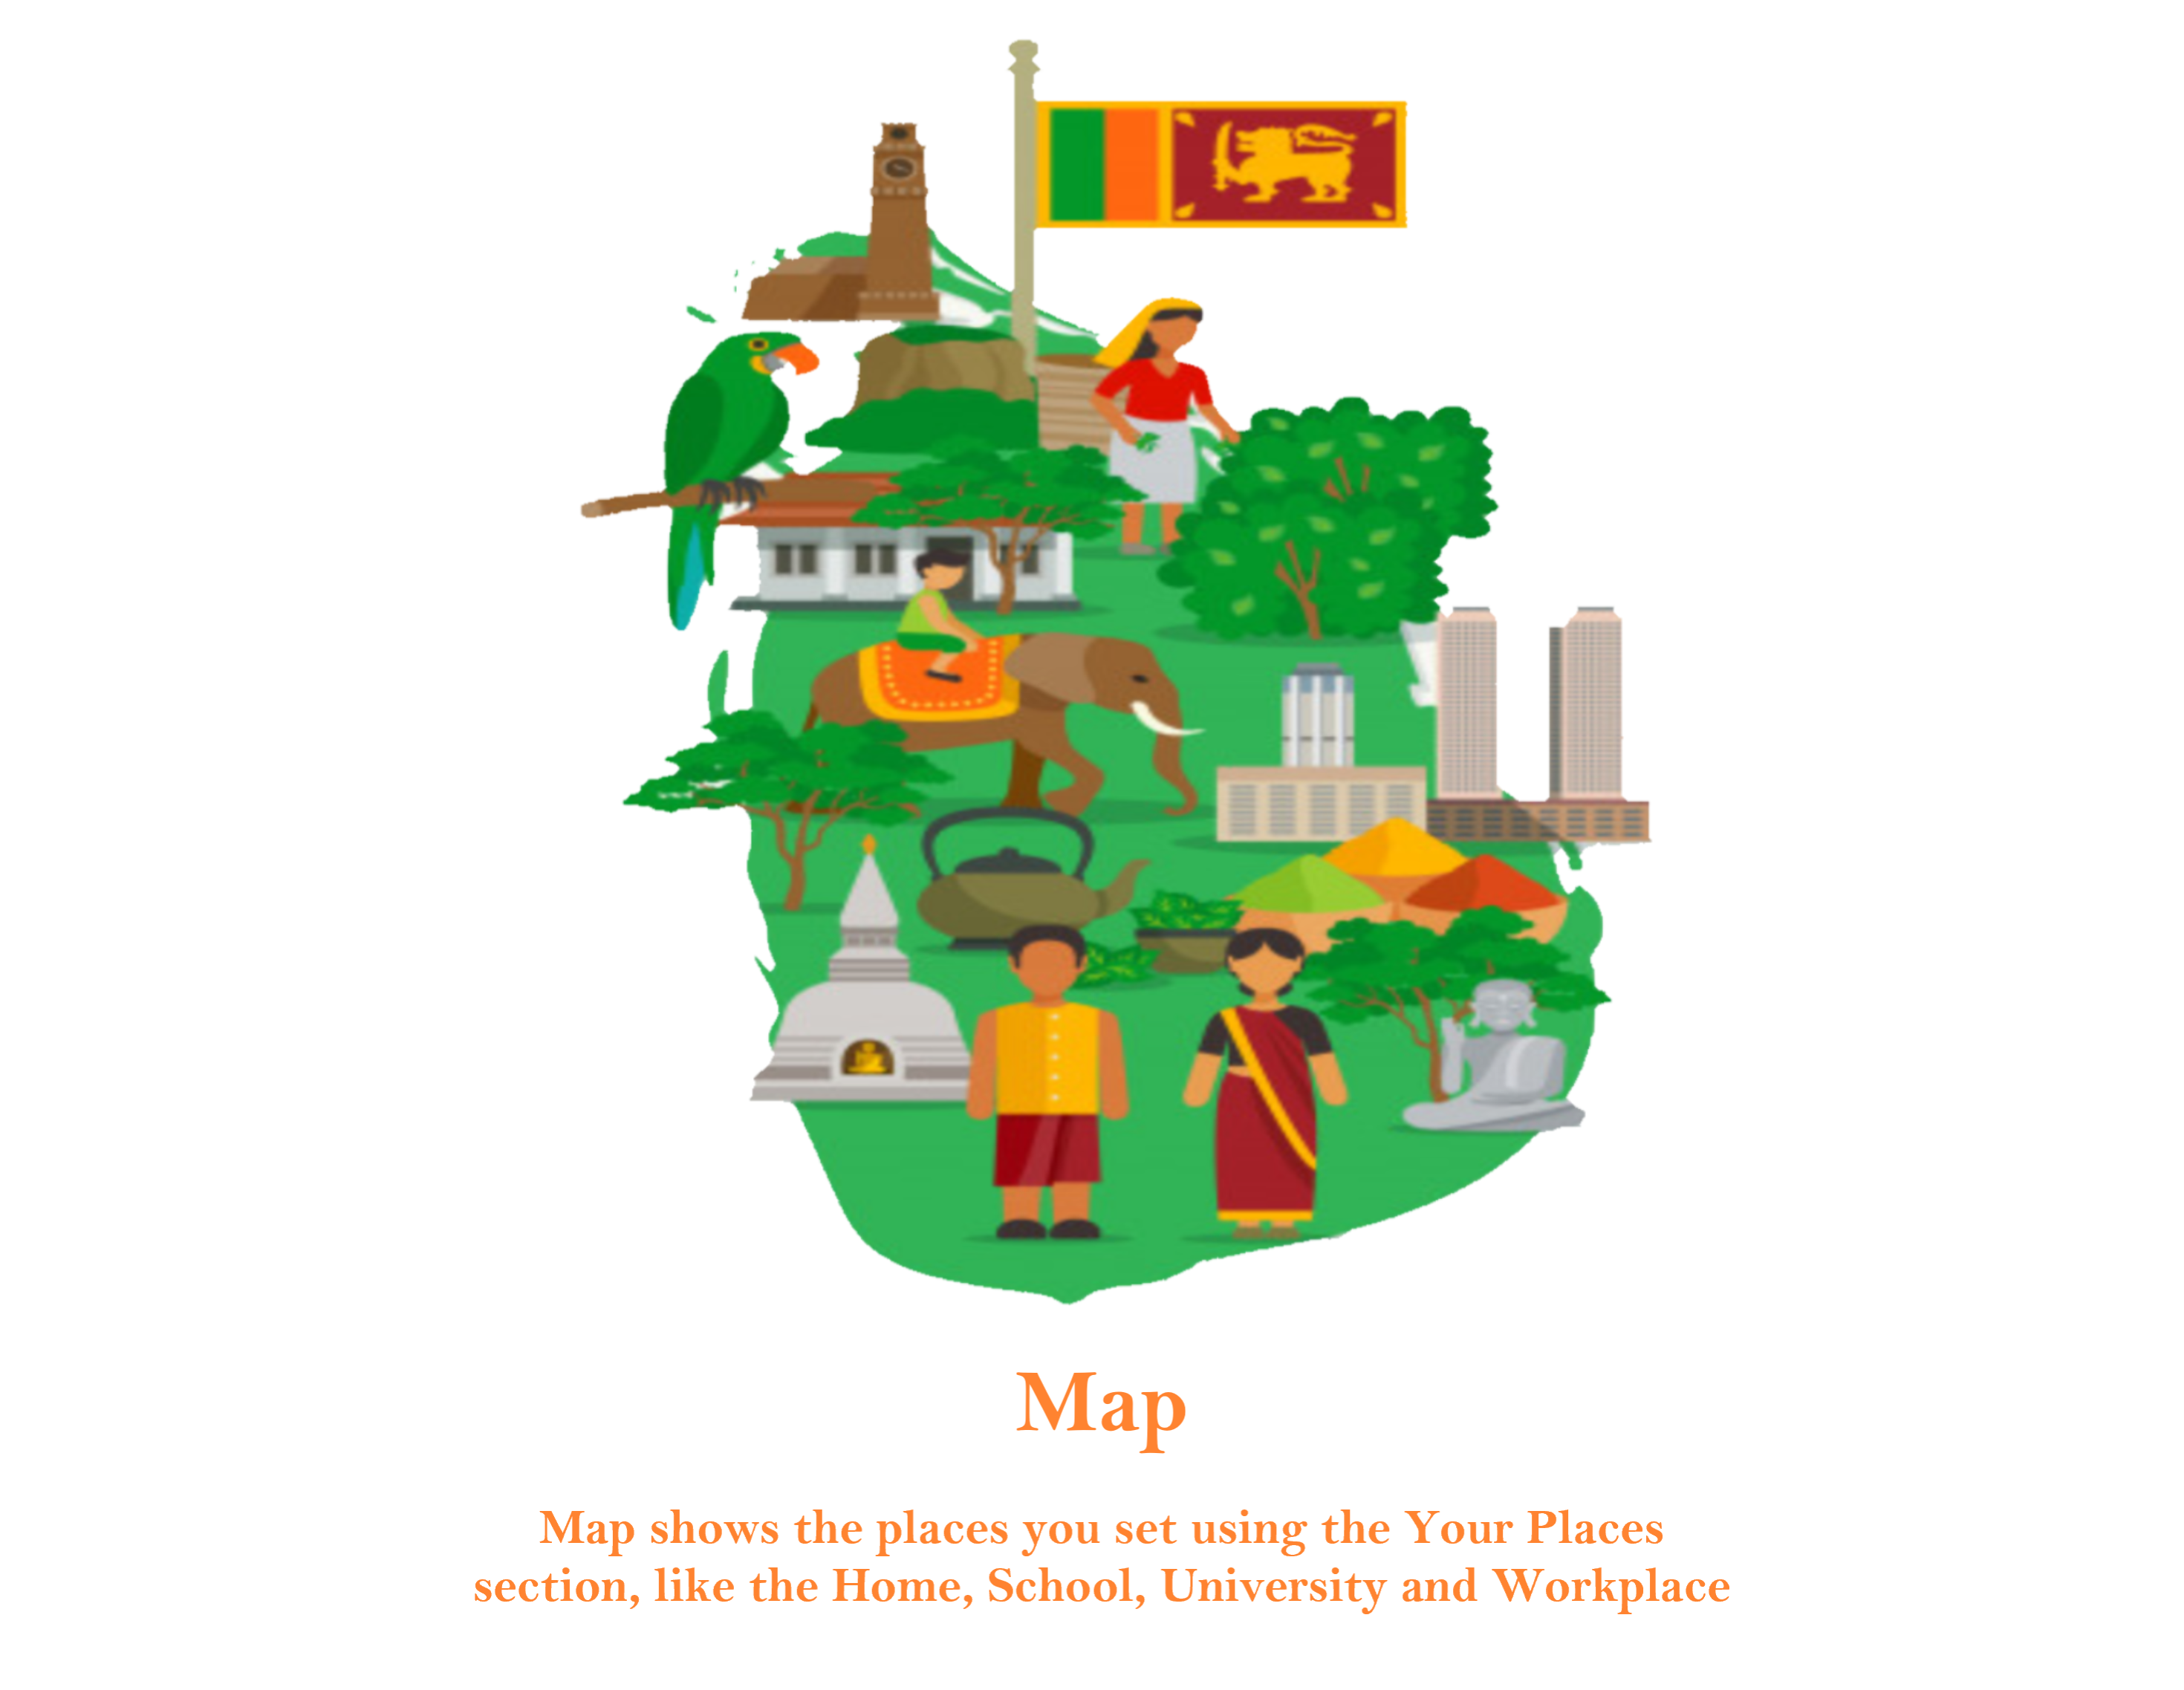 Map
Map shows the places you set using the Your Places
section, like the Home, School, University and Workplace